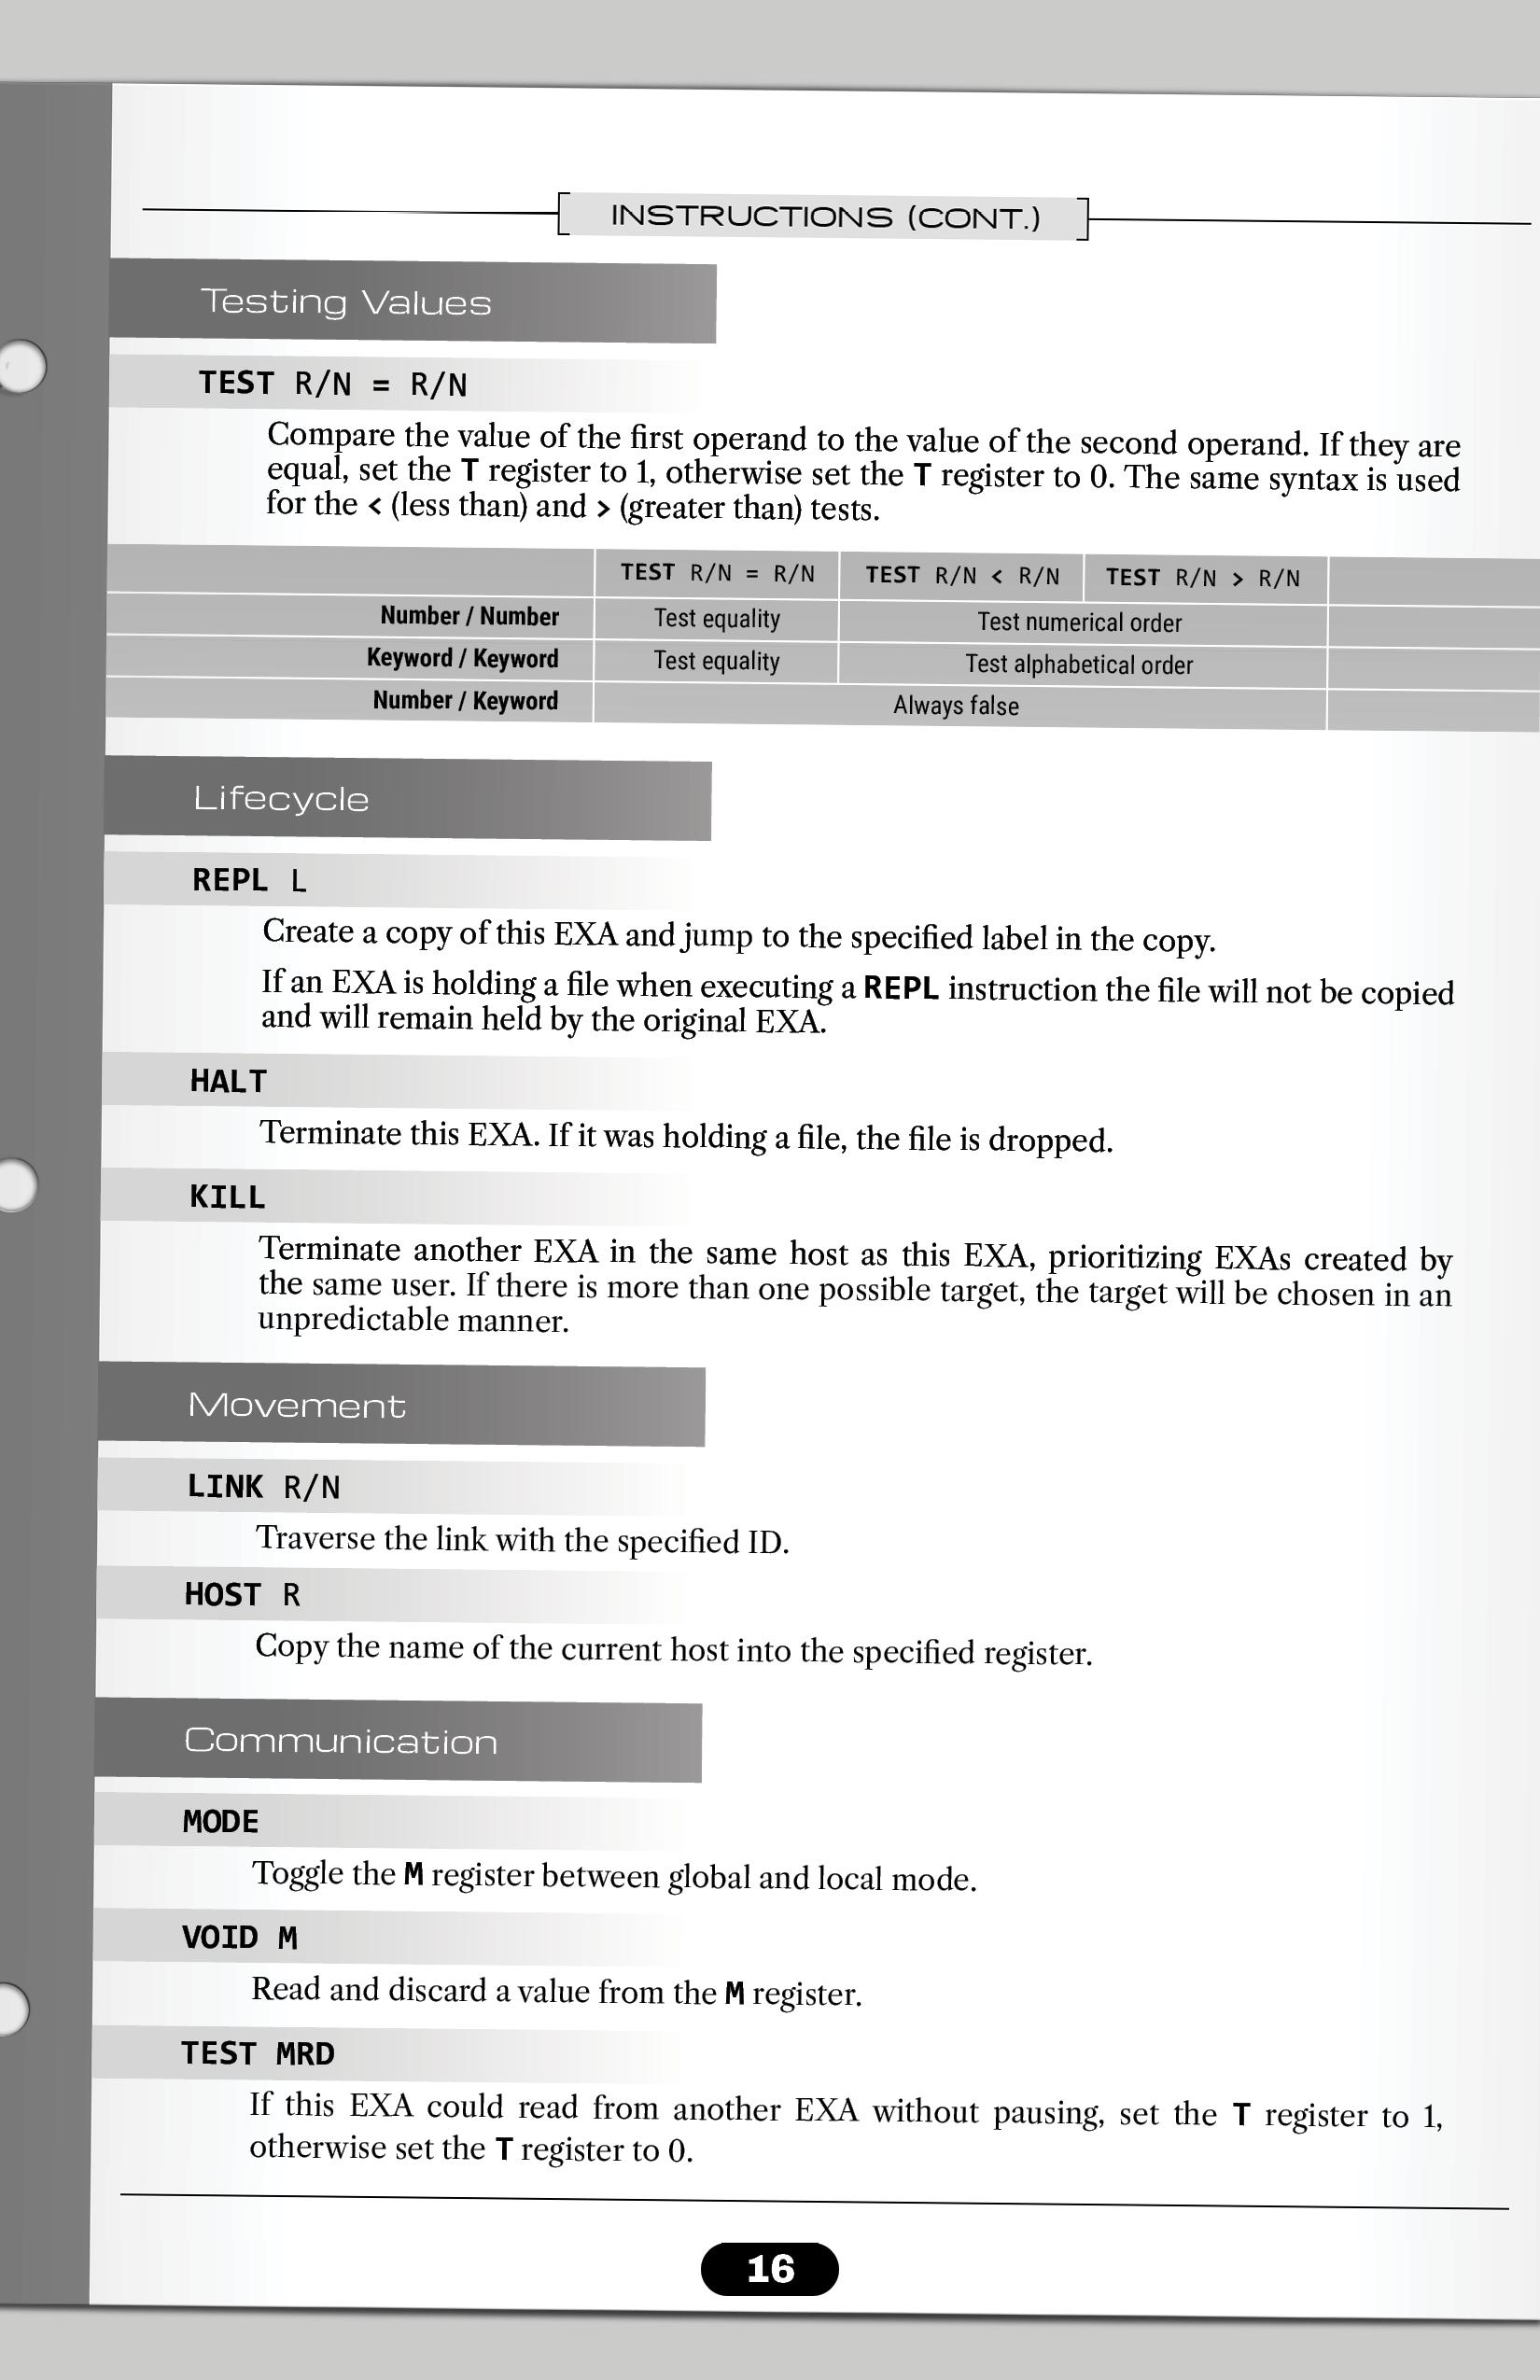 INSTRUCTIONS (CONT.)
Testing Values
TEST R/N = R/N
Compare the value of the first operand to the value of the second operand. If they are
equal, set the T register to 1, otherwise set the T register to 0. The same syntax is used
for the < (less than) and > (greater than) tests.
TEST R/N = R/N TEST R/N < R/N TEST R/N > R/N
Number / Number Test equality Test numerical order
Keyword / Keyword Test equality Test alphabetical order
Number / Keyword Always false
Lifecycle
REPL L
Create a copy of this EXA and jump to the specified label in the copy.
If an EXA is holding a file when executing a REPL instruction the file will not be copied
and will remain held by the original EXA.
HALT
Terminate this EXA. If it was holding a file, the file is dropped.
KILL
Terminate another EXA in the same host as this EXA, prioritizing EXAs created by
the same user. If there is more than one possible target, the target will be chosen in an
unpredictable manner.
Movement
LINK R/N
Traverse the link with the specified ID.
HOST R
Copy the name of the current host into the specified register.
Communication
MODE
Toggle the M register between global and local mode.
VOID M
Read and discard a value from the M register.
TEST MRD
If this EXA could read from another EXA without pausing, set the T register to 1,
otherwise set the T register to 0.
16